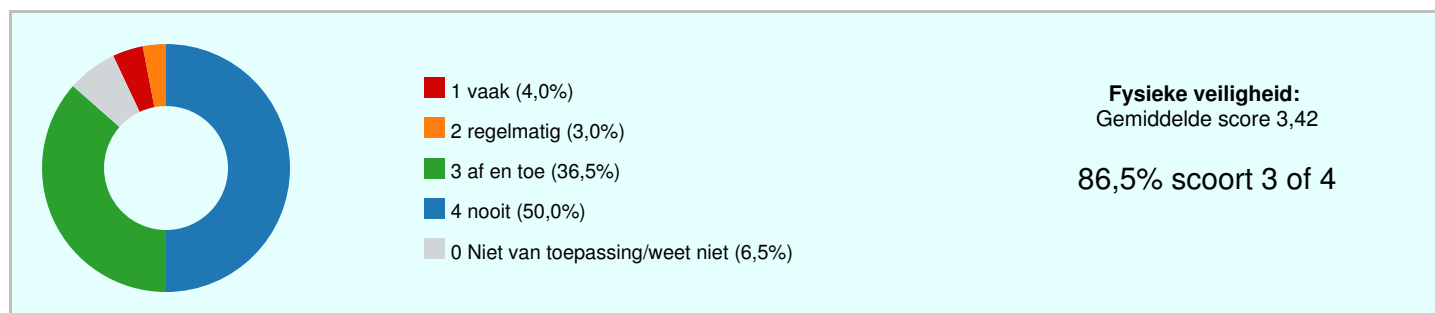 1 vaak (4,0%)
2 regelmatig (3,0%)
3 af en toe (36,5%)
4 nooit (50,0%)
0 Niet van toepassing/weet niet (6,5%)
Fysieke veiligheid:
Gemiddelde score 3,42
86,5% scoort 3 of 4